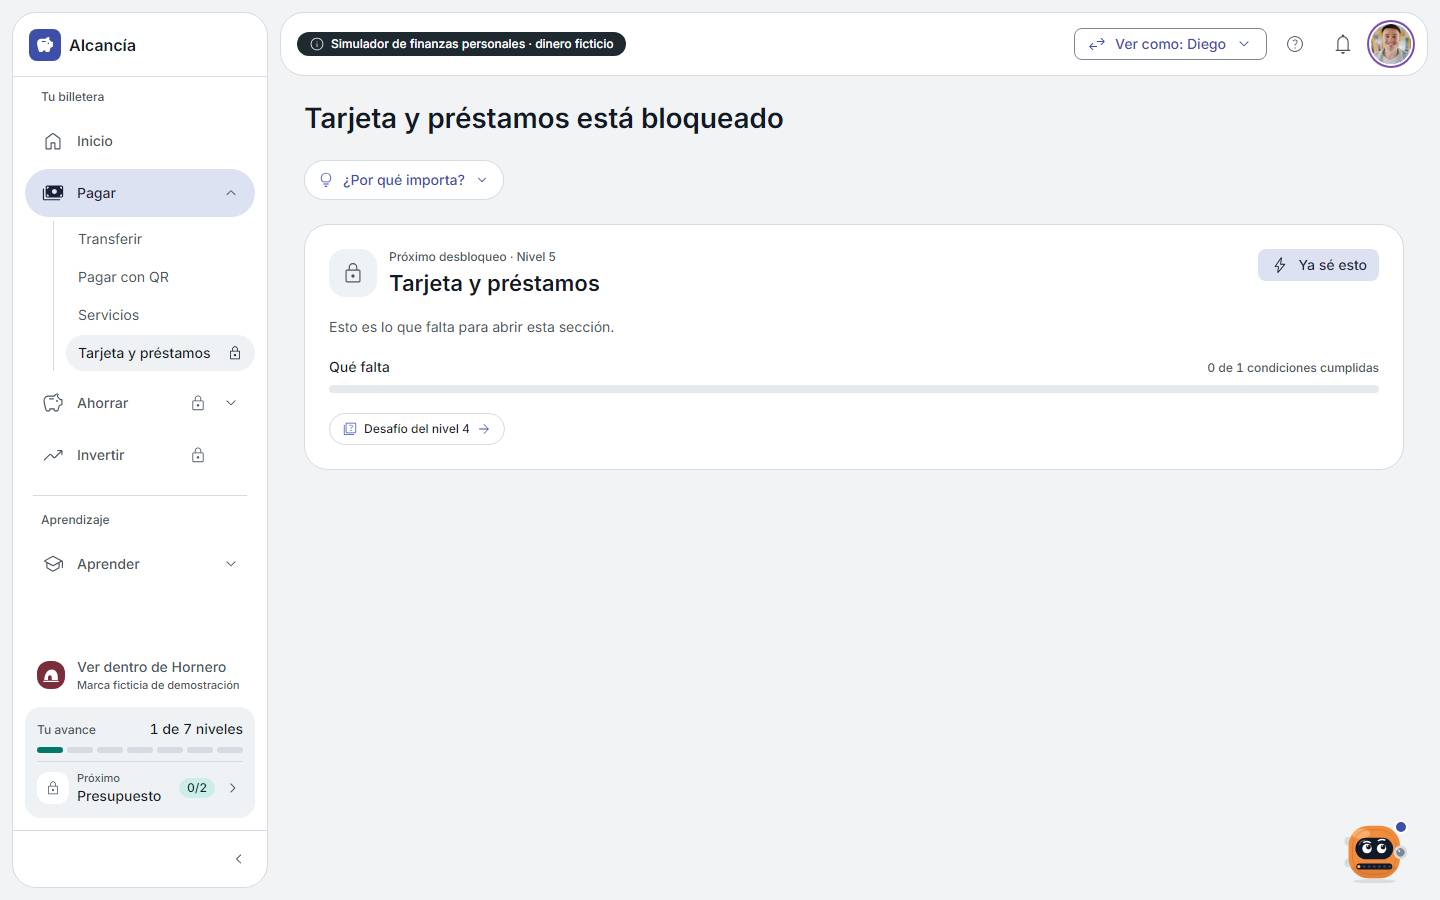 Alcancía
Tu billetera
Inicio
Pagar
Transferir
Pagar con QR
Servicios
Tarjeta y préstamos
Ahorrar
Invertir
Aprendizaje
Aprender
Ver dentro de Hornero
Marca ficticia de demostración
Tu avance
1 de 7 niveles
Próximo
Presupuesto
0/2
Simulador de finanzas personales · dinero ficticio
Ver como: Diego
Tarjeta y préstamos está bloqueado
¿Por qué importa?
Próximo desbloqueo · Nivel 5
Tarjeta y préstamos
Ya sé esto
Esto es lo que falta para abrir esta sección.
Qué falta
0 de 1 condiciones cumplidas
Desafío del nivel 4